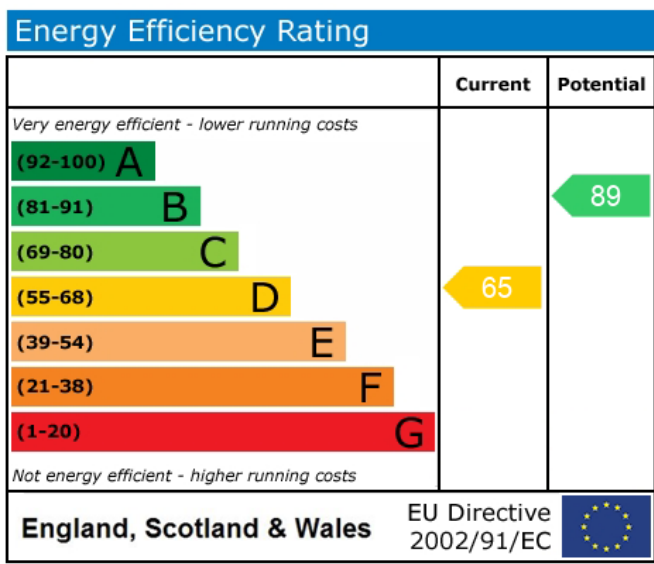 Energy Efficiency Rating
Current Potential
Very energy efficient - lower running costs
(92-100) A
(81-91) B
89
(69-80) C
(55-68) D
65
(39-54) E
(21-38) F
(1-20) G
Not energy efficient - higher running costs
England, Scotland & Wales
EU Directive
2002/91/EC